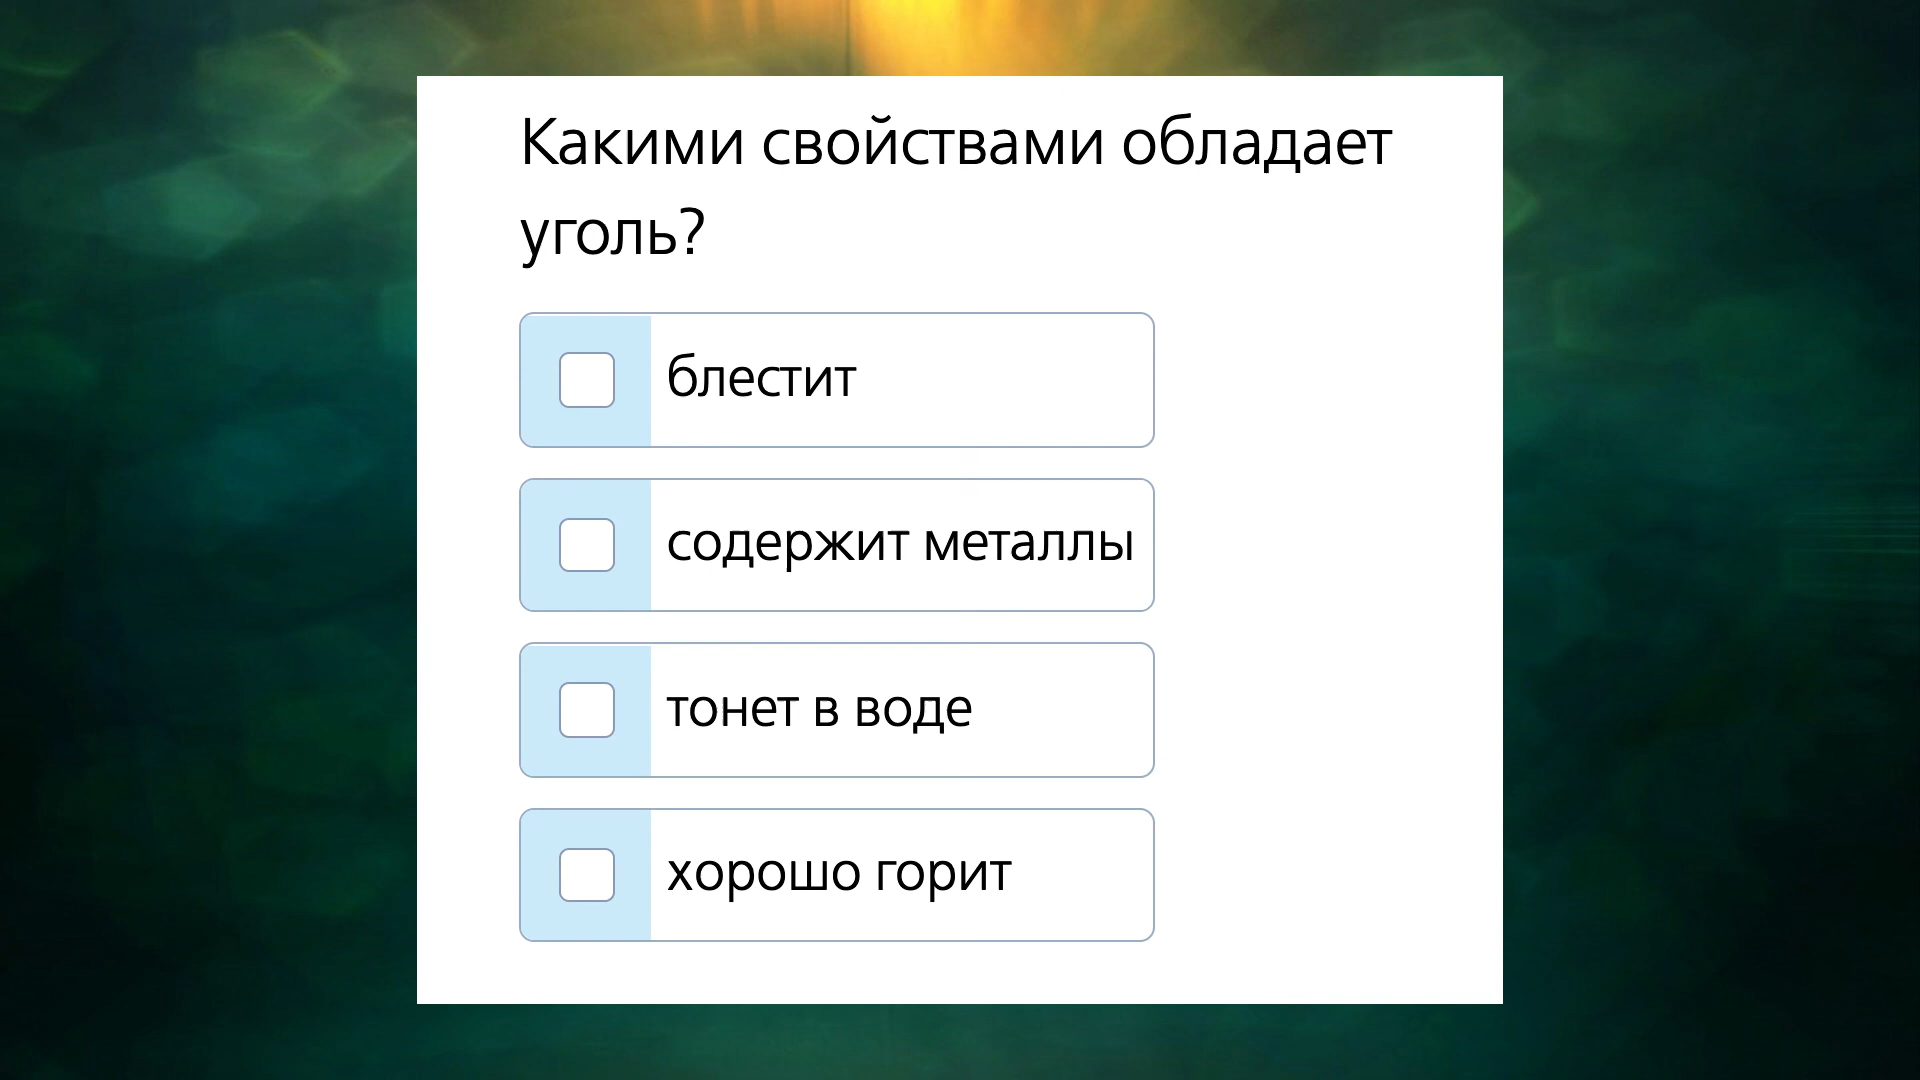 Какими свойствами обладает
уголь?
блестит
содержит металлы
тонет в воде
хорошо горит